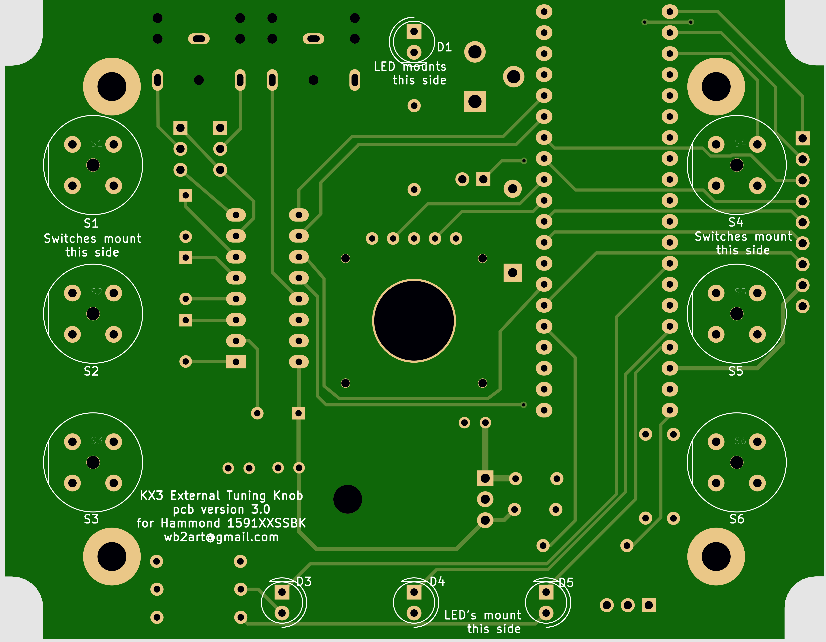 D1
LED mounts
this side
S1
Switches mount
this side
S4
Switches mount
this side
S2
S5
S3
KX3 External Tuning Knob
pcb version 3.0
for Hammond 1591XXSSBK
wb2art@gmail.com
S6
D3
D4
D5
LED's mount
this side